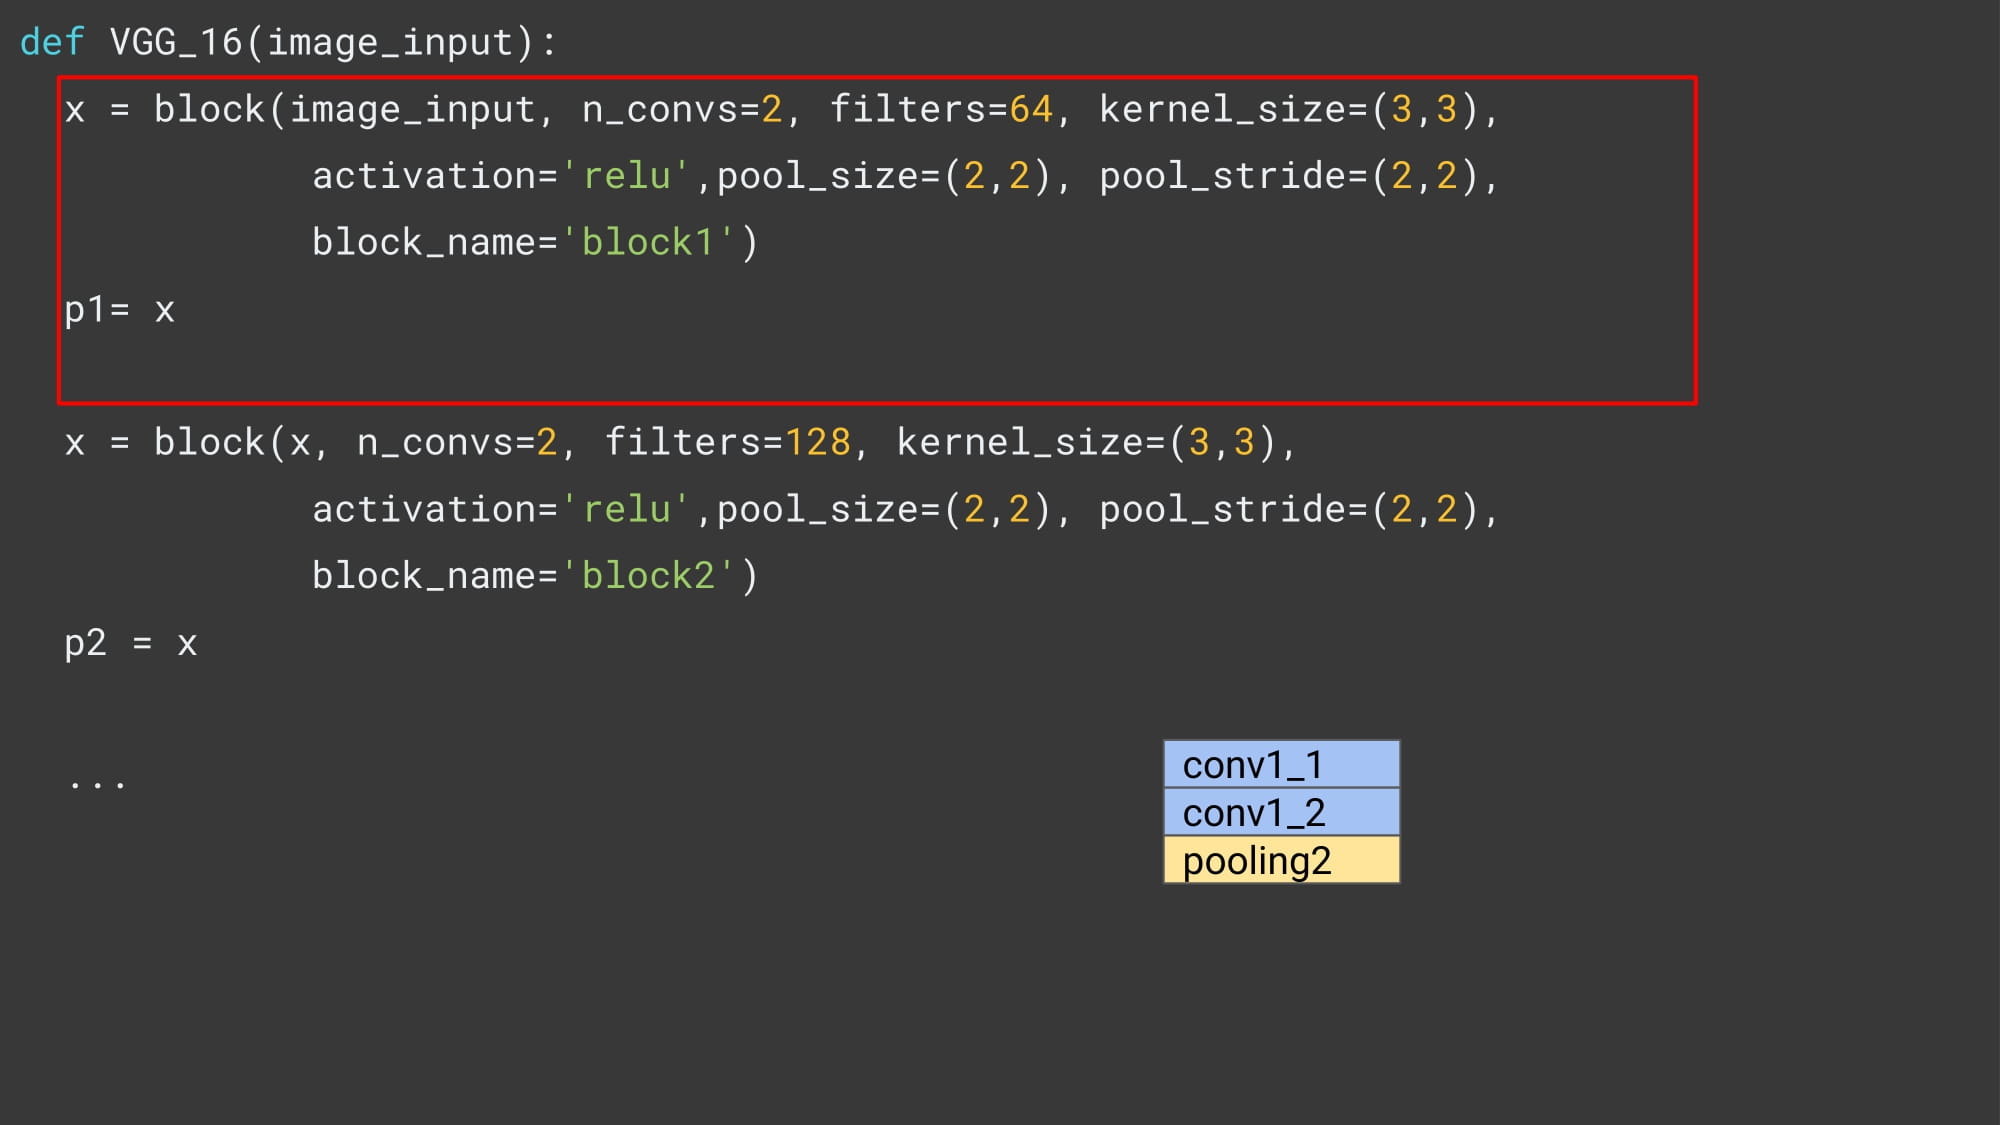 def VGG_16(image_input):
x = block(image_input, n_convs=2, filters=64, kernel_size=(3,3),
activation='relu',pool_size=(2,2), pool_stride=(2,2),
block_name='block1')
p1= x
x = block(x, n_convs=2, filters=128, kernel_size=(3,3),
activation='relu',pool_size=(2,2), pool_stride=(2,2),
block_name='block2')
p2 = x
...
conv1_1
conv1_2
pooling2